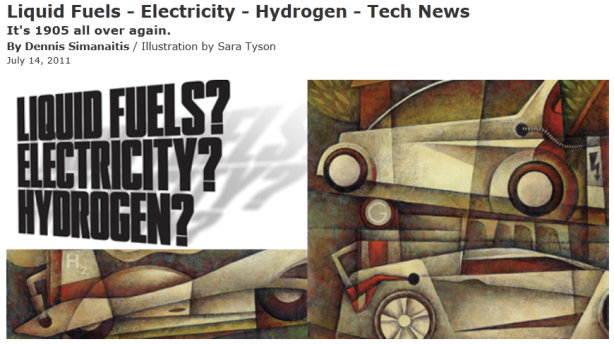 Liquid Fuels - Electricity - Hydrogen - Tech News
It's 1905 all over again.
By Dennis Simanaitis / Illustration by Sara Tyson
July 14, 2011
LIQUID FUELS?
ELECTRICITY?
HYDROGEN?
H2
G